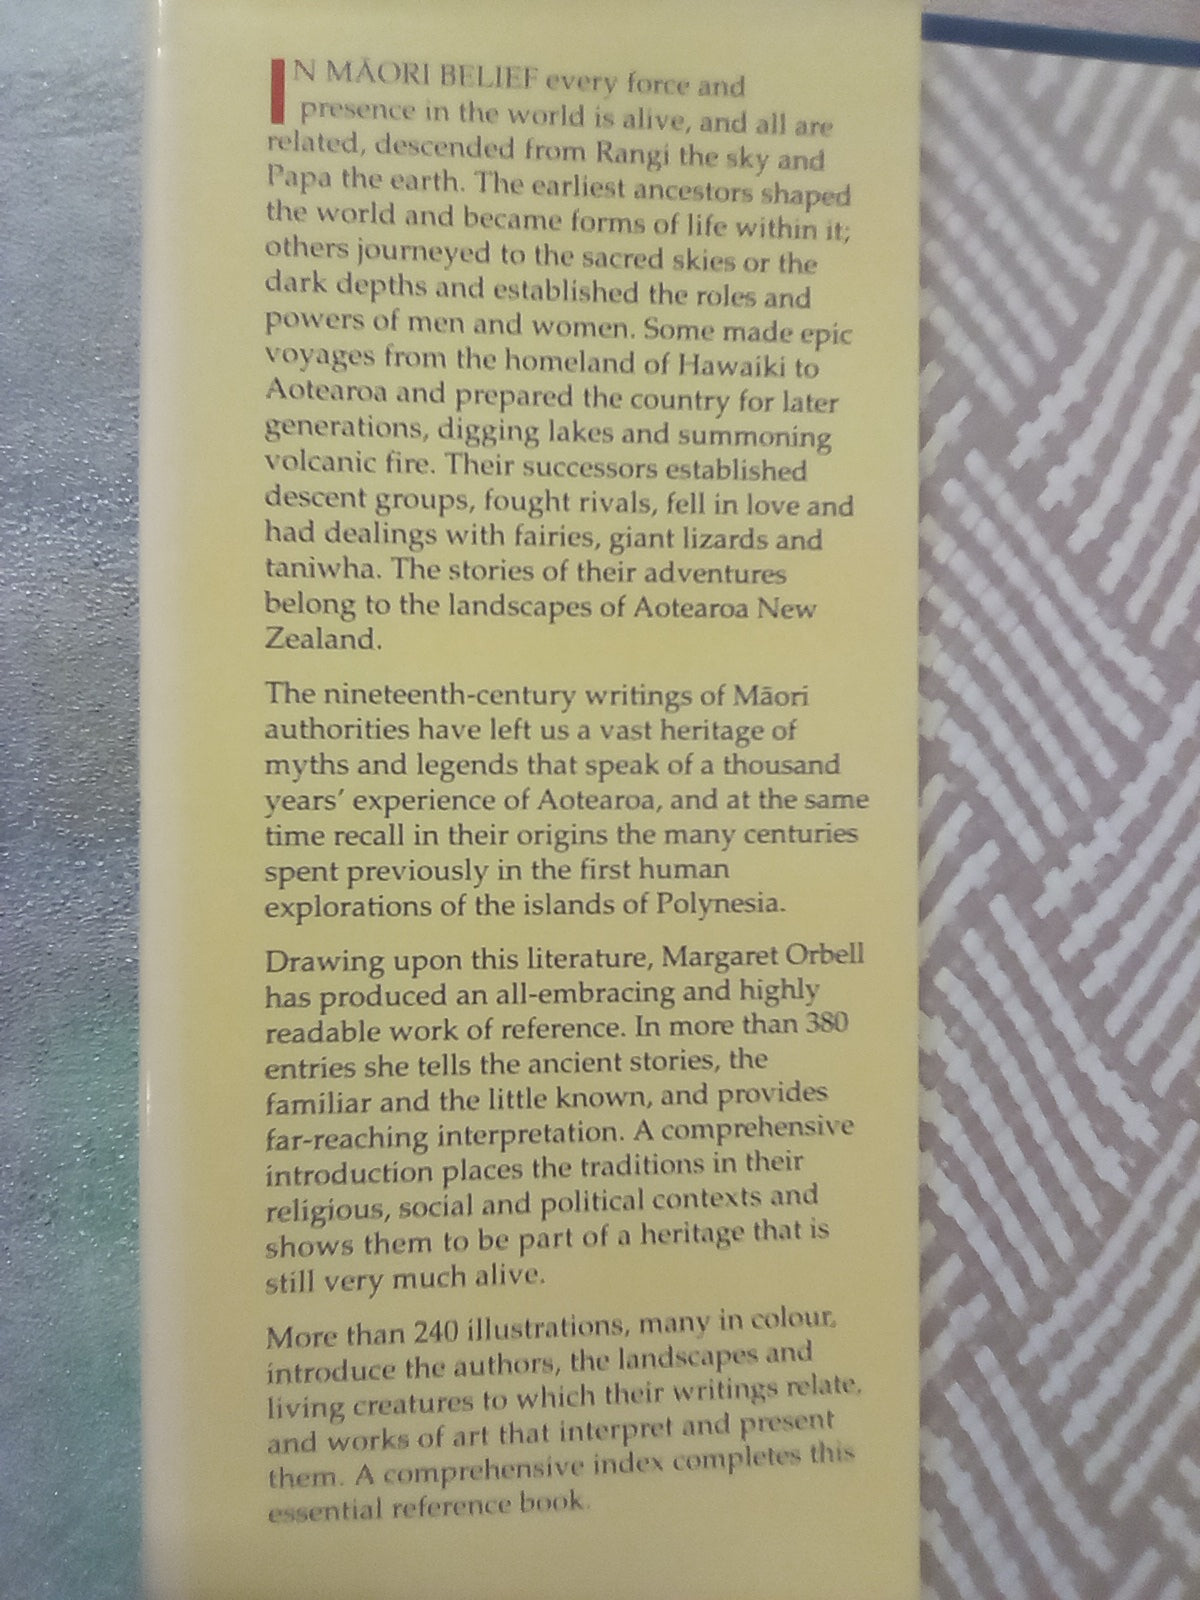 IN MĀORI BELIEF every force and
presence in the world is alive, and all are
related, descended from Rangi the sky and
Papa the earth. The earliest ancestors shaped
the world and became forms of life within it;
others journeyed to the sacred skies or the
dark depths and established the roles and
powers of men and women. Some made epic
voyages from the homeland of Hawaiki to
Aotearoa and prepared the country for later
generations, digging lakes and summoning
volcanic fire. Their successors established
descent groups, fought rivals, fell in love and
had dealings with fairies, giant lizards and
taniwha. The stories of their adventures
belong to the landscapes of Aotearoa New
Zealand.
The nineteenth-century writings of Māori
authorities have left us a vast heritage of
myths and legends that speak of a thousand
years’ experience of Aotearoa, and at the same
time recall in their origins the many centuries
spent previously in the first human
explorations of the islands of Polynesia.
Drawing upon this literature, Margaret Orbell
has produced an all-embracing and highly
readable work of reference. In more than 380
entries she tells the ancient stories, the
familiar and the little known, and provides
far-reaching interpretation. A comprehensive
introduction places the traditions in their
religious, social and political contexts and
shows them to be part of a heritage that is
still very much alive.
More than 240 illustrations, many in colour,
introduce the authors, the landscapes and
living creatures to which their writings relate,
and works of art that interpret and present
them. A comprehensive index completes this
essential reference book.